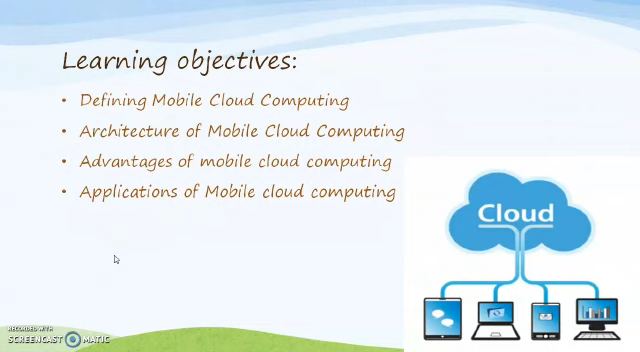 Learning objectives:
• Defining Mobile Cloud Computing
• Architecture of Mobile Cloud Computing
• Advantages of mobile cloud computing
• Applications of Mobile cloud computing
Cloud
RECORDED WITH
SCREENCAST MATIC